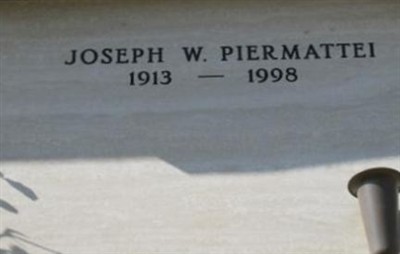 JOSEPH W. PIERMATTEI
1913 — 1998